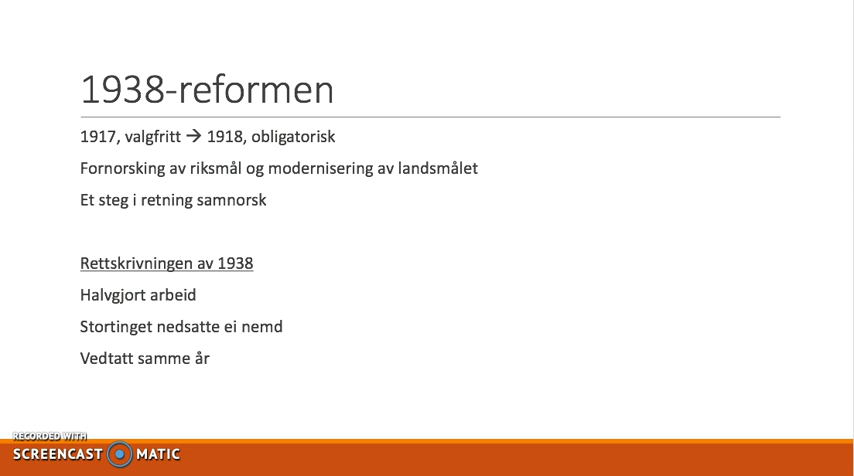 1938-reformen
1917, valgfritt → 1918, obligatorisk
Fornorsking av riksmål og modernisering av landsmålet
Et steg i retning samnorsk
Rettskrivningen av 1938
Halvgjort arbeid
Stortinget nedsatte ei nemd
Vedtatt samme år
RECORDED WITH
SCREENCAST MATIC